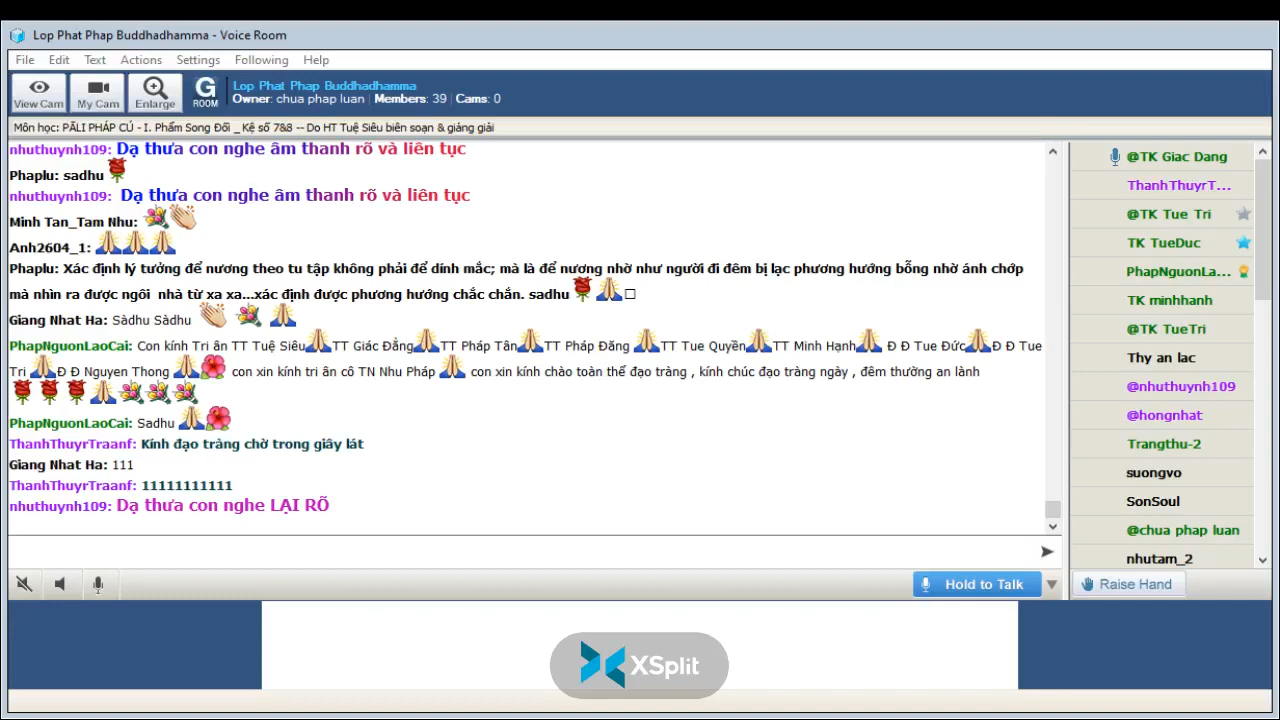 Lop Phat Phap Buddhadhamma - Voice Room
File Edit Text Actions Settings Following Help
View Cam My Cam Enlarge G ROOM
Lop Phat Phap Buddhadhamma
Owner: chua phap luan | Members: 39 | Cams: 0
Môn học: PÃLI PHÁP CÚ - I. Phẩm Song Đối _ Kệ số 7&8 -- Do HT Tuệ Siêu biên soạn & giảng giải
nhuthuynh109: Dạ thưa con nghe âm thanh rõ và liên tục
Phaplu: sadhu
nhuthuynh109: Dạ thưa con nghe âm thanh rõ và liên tục
Minh Tan_Tam Nhu:
Anh2604_1:
Phaplu: Xác định lý tưởng để nương theo tu tập không phải để dính mắc; mà là để nương nhờ như người đi đêm bị lạc phương hướng bỗng nhờ ánh chớp
mà nhìn ra được ngôi nhà từ xa xa...xác định được phương hướng chắc chắn. sadhu
Giang Nhat Ha: Sàdhu Sàdhu
PhapNguonLaoCai: Con kính Tri ân TT Tuệ Siêu TT Giác Đẳng TT Pháp Tân TT Pháp Đăng TT Tue Quyền TT Minh Hạnh Đ Đ Tue Đức Đ Đ Tue
Tri Đ Đ Nguyen Thong con xin kính tri ân cô TN Nhu Pháp con xin kính chào toàn thể đạo tràng , kính chúc đạo tràng ngày , đêm thường an lành
PhapNguonLaoCai: Sadhu
ThanhThuyrTraanf: Kính đạo tràng chờ trong giây lát
Giang Nhat Ha: 111
ThanhThuyrTraanf: 11111111111
nhuthuynh109: Dạ thưa con nghe LẠI RÕ
@TK Giac Dang
ThanhThuyrT...
@TK Tue Tri
TK TueDuc
PhapNguonLa...
TK minhhanh
@TK TueTri
Thy an lac
@nhuthuynh109
@hongnhat
Trangthu-2
suongvo
SonSoul
@chua phap luan
nhutam_2
Hold to Talk
Raise Hand
XSplit